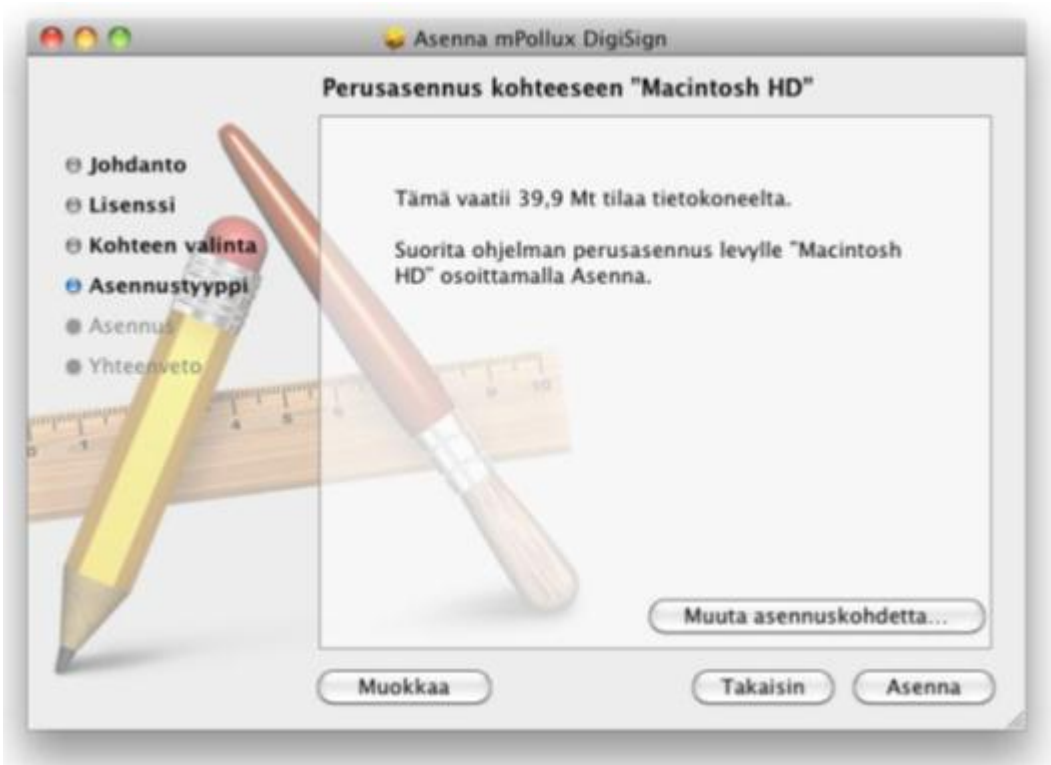 Asenna mPollux DigiSign
Perusasennus kohteeseen "Macintosh HD"
Johdanto
Lisenssi
Kohteen valinta
Asennustyyppi
Asennus
Yhteenveto
Tämä vaatii 39,9 Mt tilaa tietokoneelta.
Suorita ohjelman perusasennus levylle "Macintosh
HD" osoittamalla Asenna.
Muuta asennuskohdetta...
Muokkaa
Takaisin
Asenna